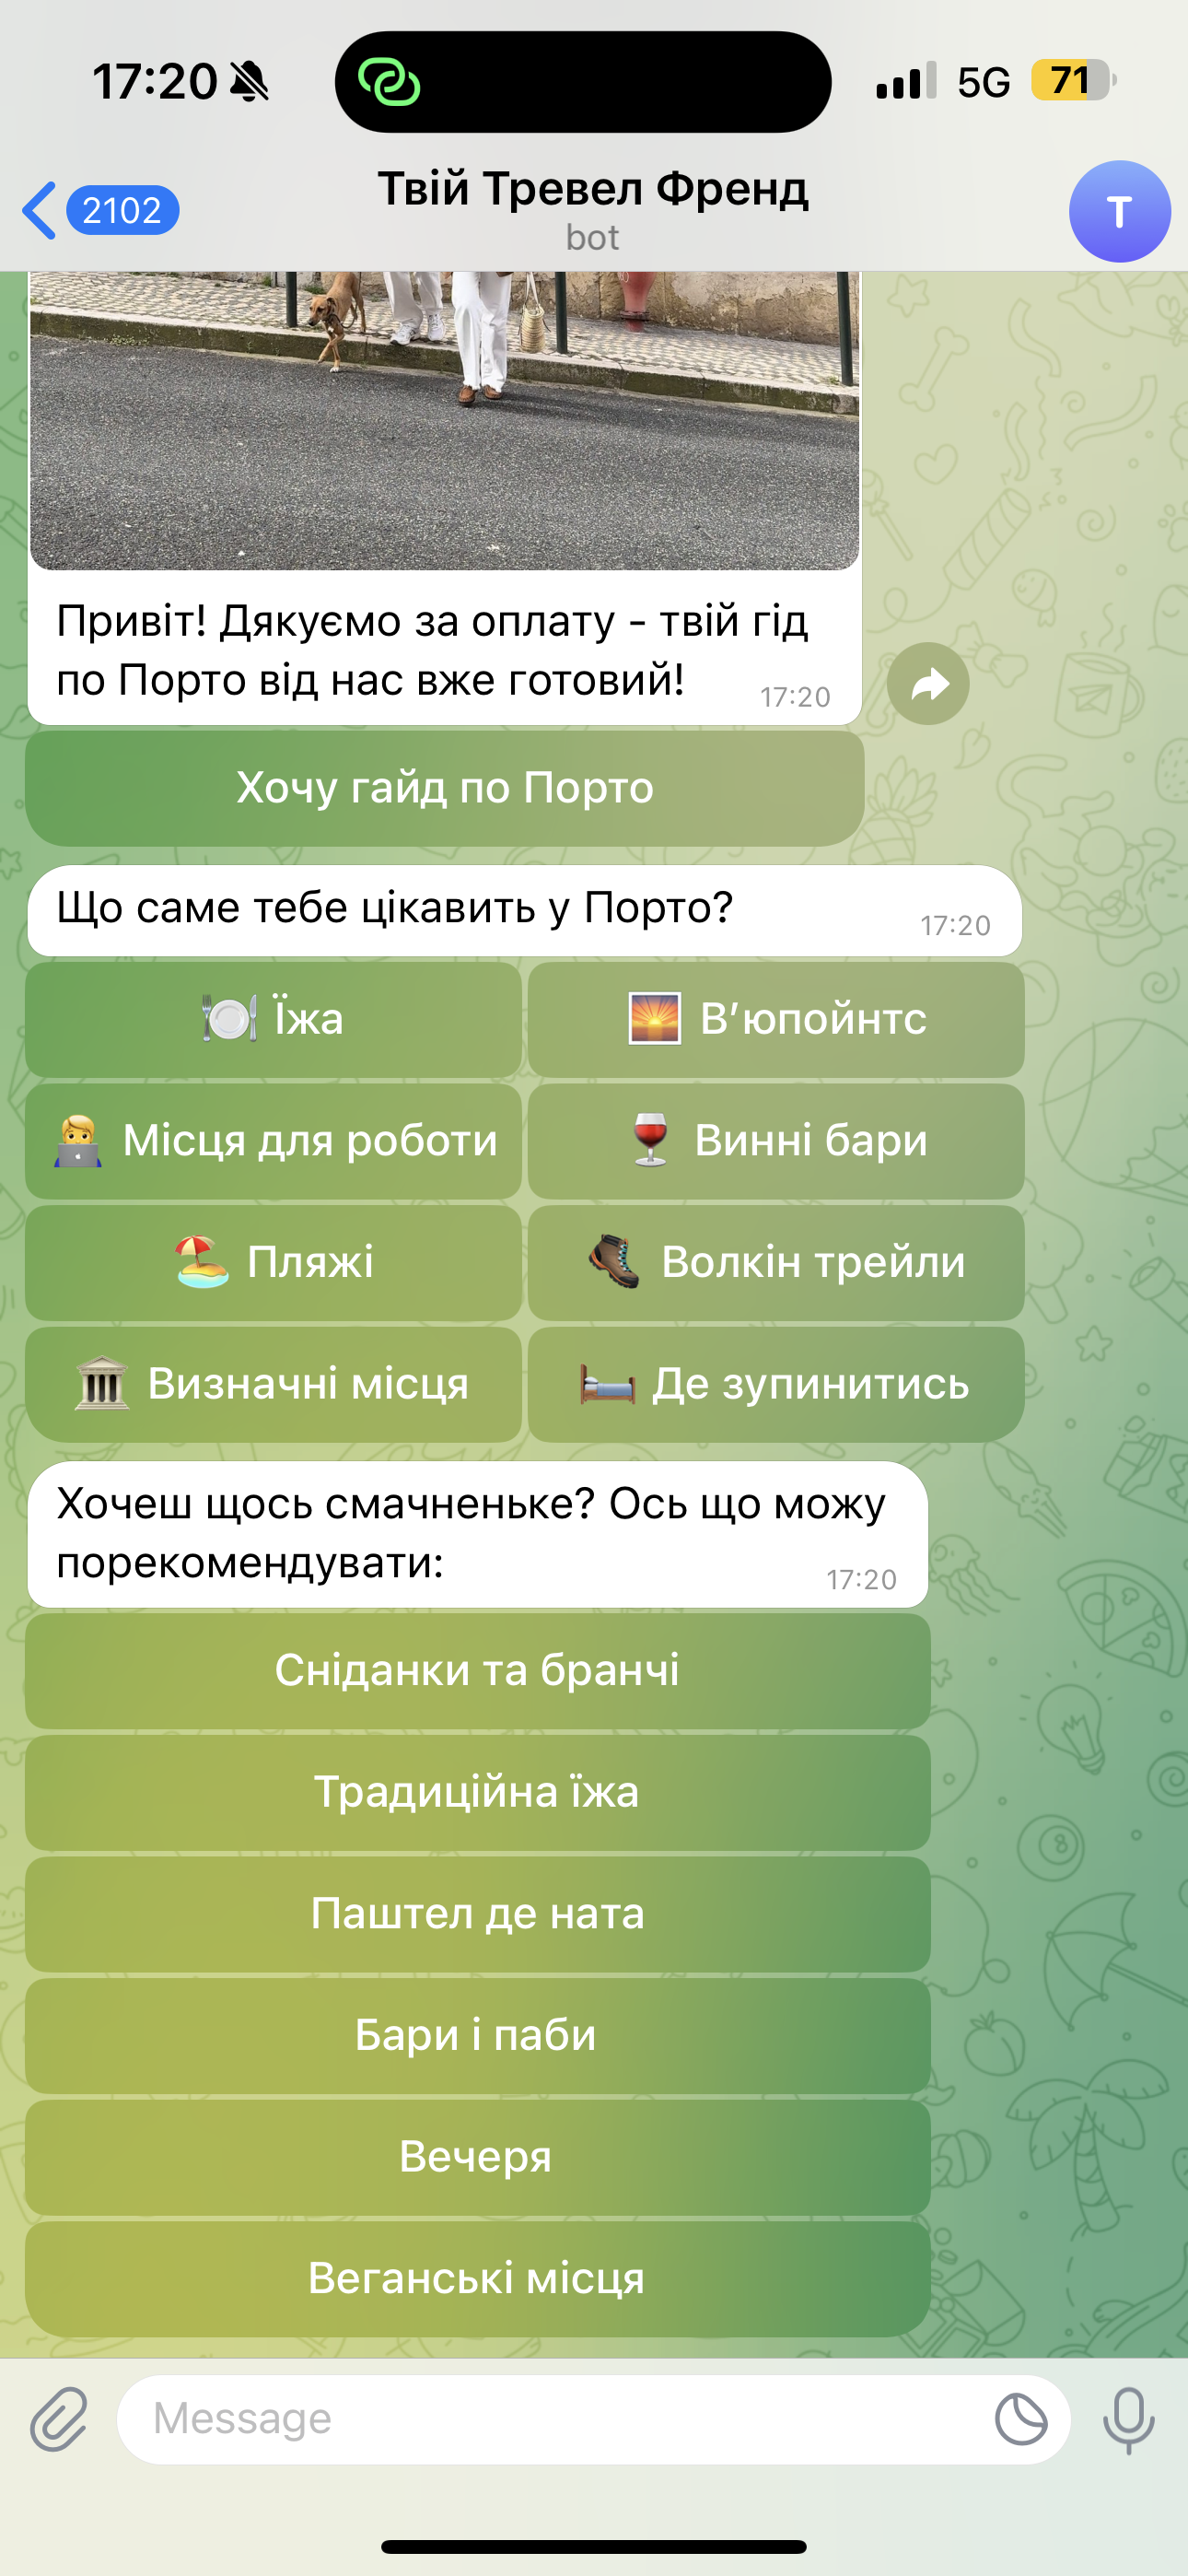 17:20
5G
71
2102
Твій Тревел Френд
bot
Т
Привіт! Дякуємо за оплату - твій гід
по Порто від нас вже готовий!
17:20
Хочу гайд по Порто
Що саме тебе цікавить у Порто?
17:20
🍽️ Їжа
🌅 В’юпойнтс
🧑‍💻 Місця для роботи
🍷 Винні бари
🏖️ Пляжі
🥾 Волкін трейли
🏛️ Визначні місця
🛏️ Де зупинитись
Хочеш щось смачненьке? Ось що можу
порекомендувати:
17:20
Сніданки та бранчі
Традиційна їжа
Паштел де ната
Бари і паби
Вечеря
Веганські місця
Message